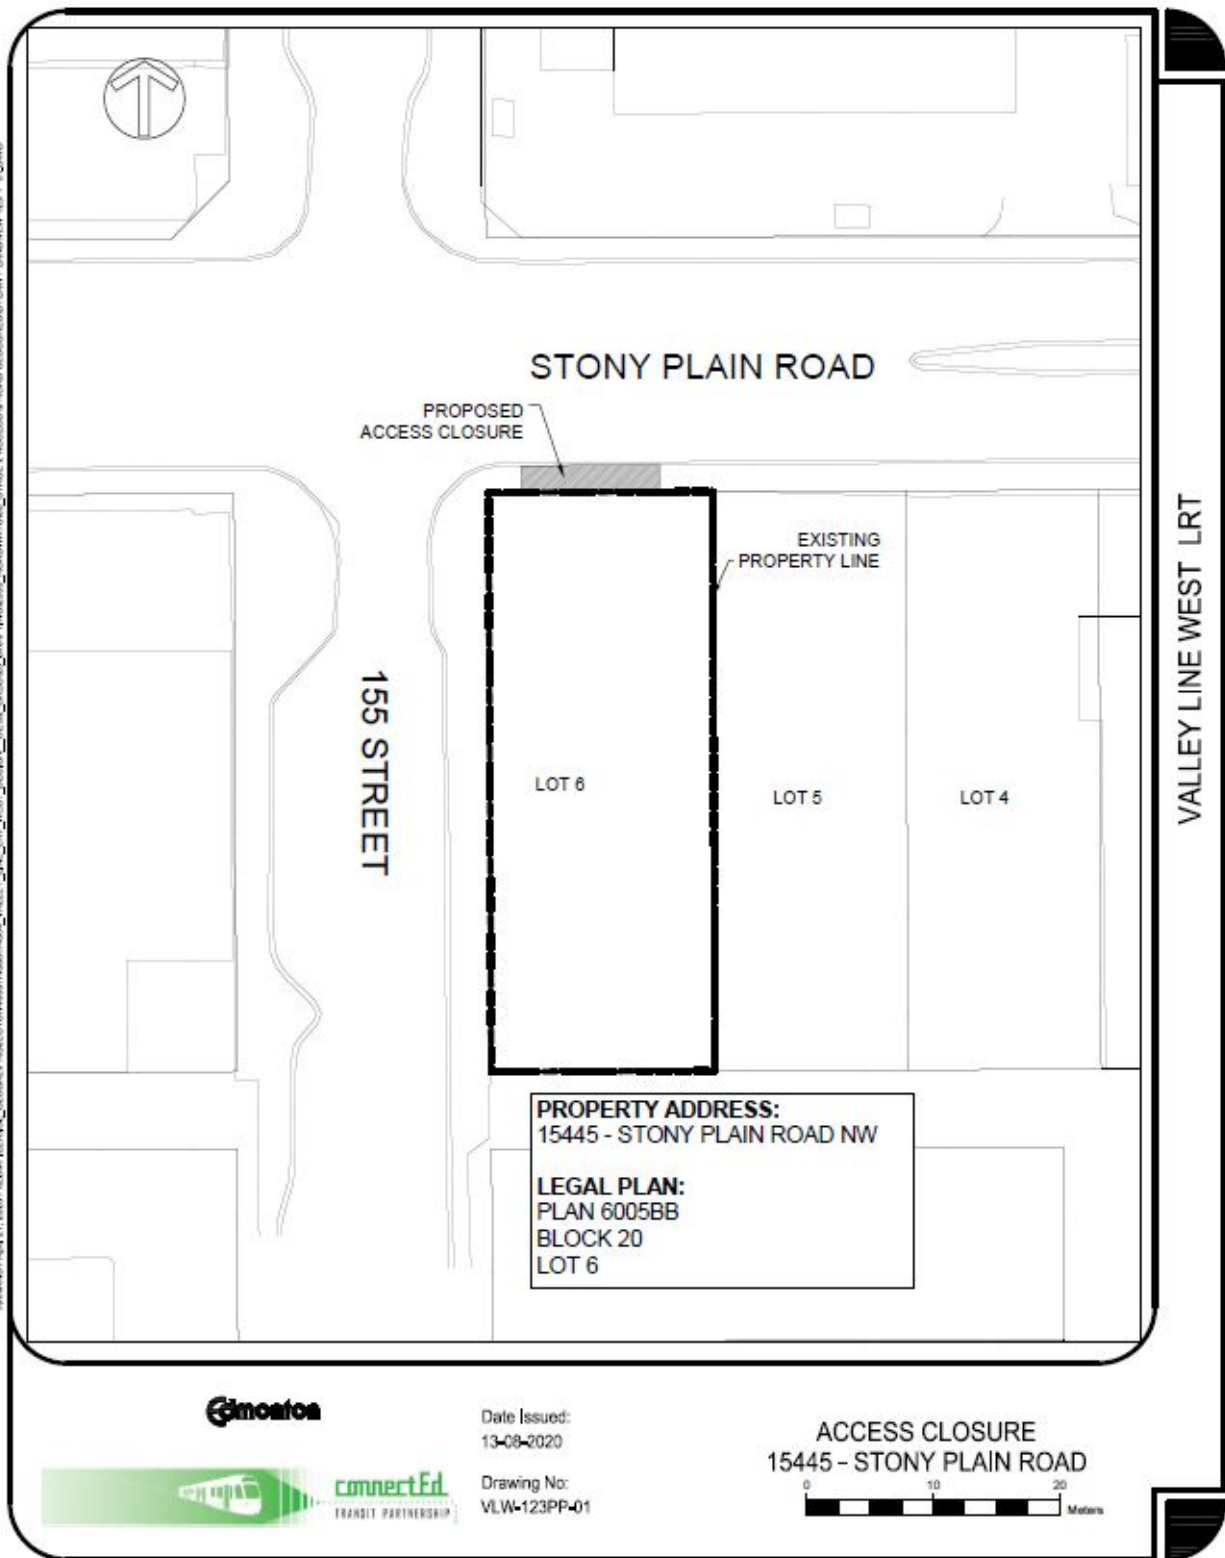 STONY PLAIN ROAD
PROPOSED
ACCESS CLOSURE
EXISTING
PROPERTY LINE
155 STREET
LOT 6
LOT 5
LOT 4
VALLEY LINE WEST LRT
PROPERTY ADDRESS:
15445 - STONY PLAIN ROAD NW
LEGAL PLAN:
PLAN 6005BB
BLOCK 20
LOT 6
Edmonton
connectEd
TRANSIT PARTNERSHIP
Date Issued:
13-08-2020
Drawing No:
VLW-123PP-01
ACCESS CLOSURE
15445 - STONY PLAIN ROAD
0 10 20
Meters